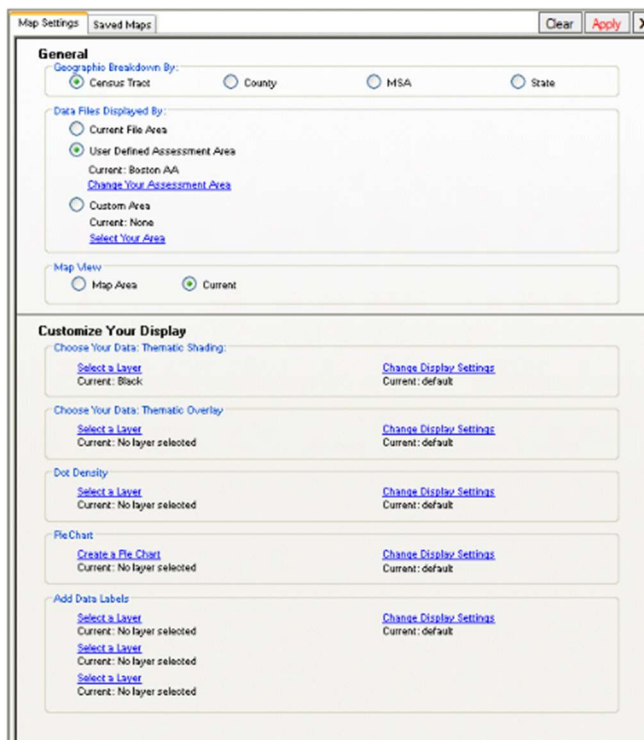 Map Settings Saved Maps Clear Apply X
General
Geographic Breakdown By:
Census Tract County MSA State
Data Files Displayed By:
Current File Area
User Defined Assessment Area
Current: Boston AA
Change Your Assessment Area
Custom Area
Current: None
Select Your Area
Map View
Map Area Current
Customize Your Display
Choose Your Data: Thematic Shading:
Select a Layer Change Display Settings
Current: Black Current: default
Choose Your Data: Thematic Overlay
Select a Layer Change Display Settings
Current: No layer selected Current: default
Dot Density
Select a Layer Change Display Settings
Current: No layer selected Current: default
PieChart
Create a Pie Chart Change Display Settings
Current: No layer selected Current: default
Add Data Labels
Select a Layer Change Display Settings
Current: No layer selected Current: default
Select a Layer
Current: No layer selected
Select a Layer
Current: No layer selected